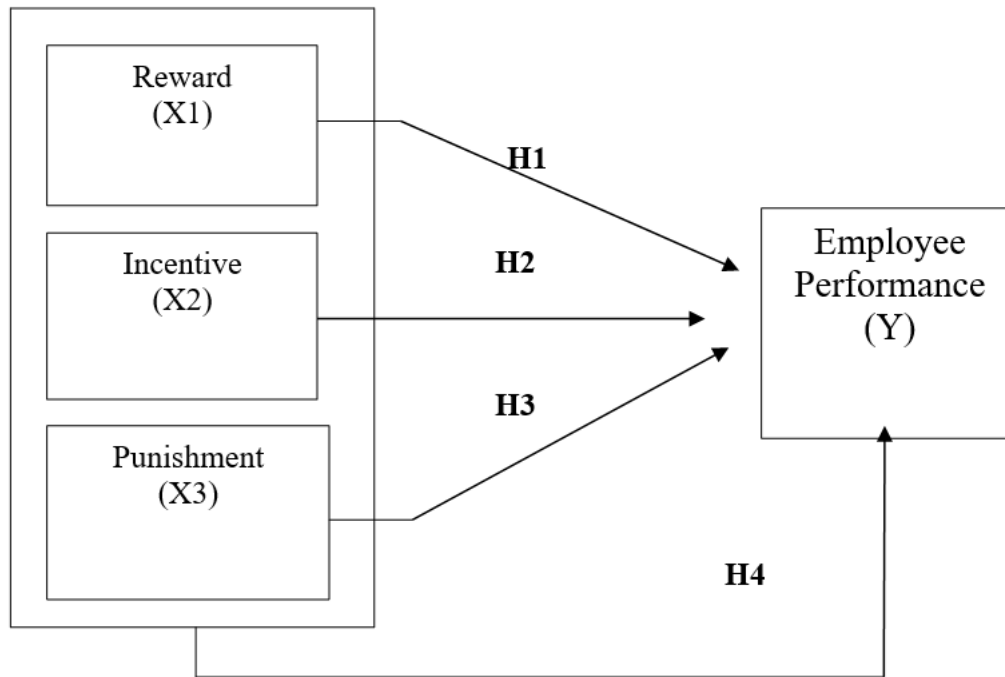 Reward
(X1)
H1
Incentive
(X2)
H2
Employee
Performance
(Y)
H3
Punishment
(X3)
H4